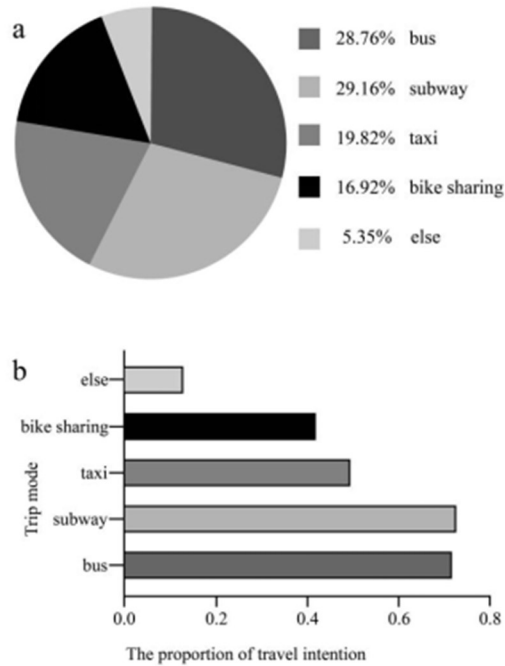 a
28.76% bus
29.16% subway
19.82% taxi
16.92% bike sharing
5.35% else
b
else
bike sharing
taxi
subway
bus
Trip mode
0.0 0.2 0.4 0.6 0.8
The proportion of travel intention